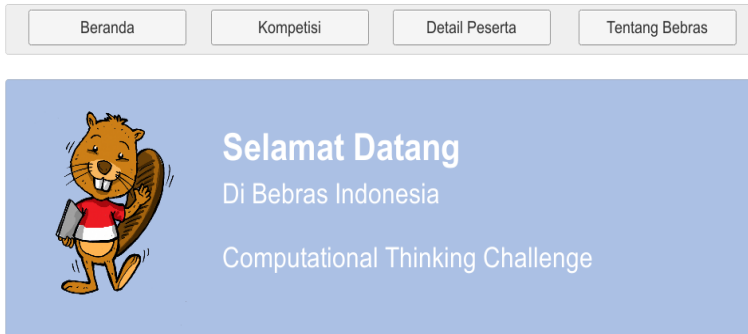 Beranda Kompetisi Detail Peserta Tentang Bebras
Selamat Datang
Di Bebras Indonesia
Computational Thinking Challenge